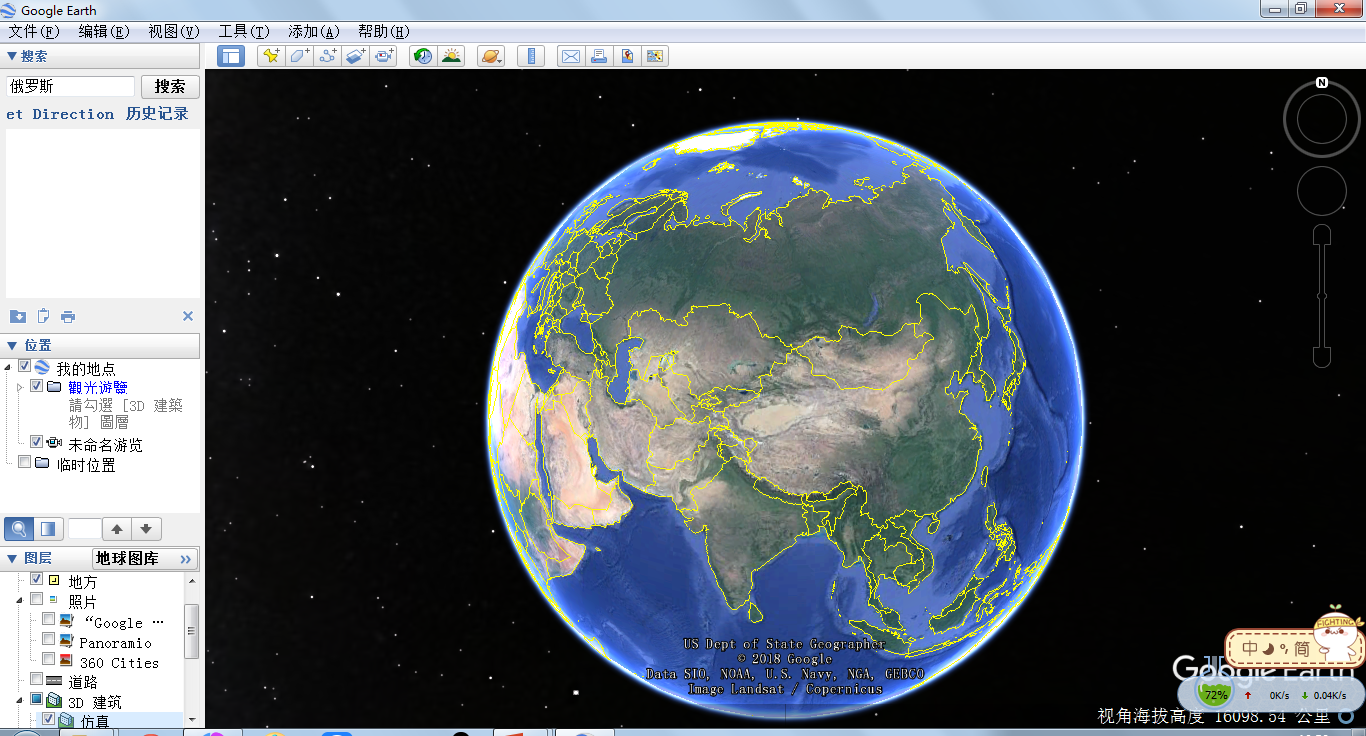 Google Earth
文件(F) 编辑(E) 视图(V) 工具(T) 添加(A) 帮助(H)
搜索
俄罗斯
搜索
et Direction 历史记录
位置
我的地点
觀光游覽
請勾選 [3D 建築
物] 圖層
未命名游览
临时位置
图层
地球图库
地方
照片
“Google …
Panoramio
360 Cities
道路
3D 建筑
仿真
N
US Dept of State Geographer
© 2018 Google
Data SIO, NOAA, U.S. Navy, NGA, GEBCO
Image Landsat / Copernicus
FIGHTING
中 简
Google Earth
72% 0K/s 0.04K/s
视角海拔高度 16098.54 公里